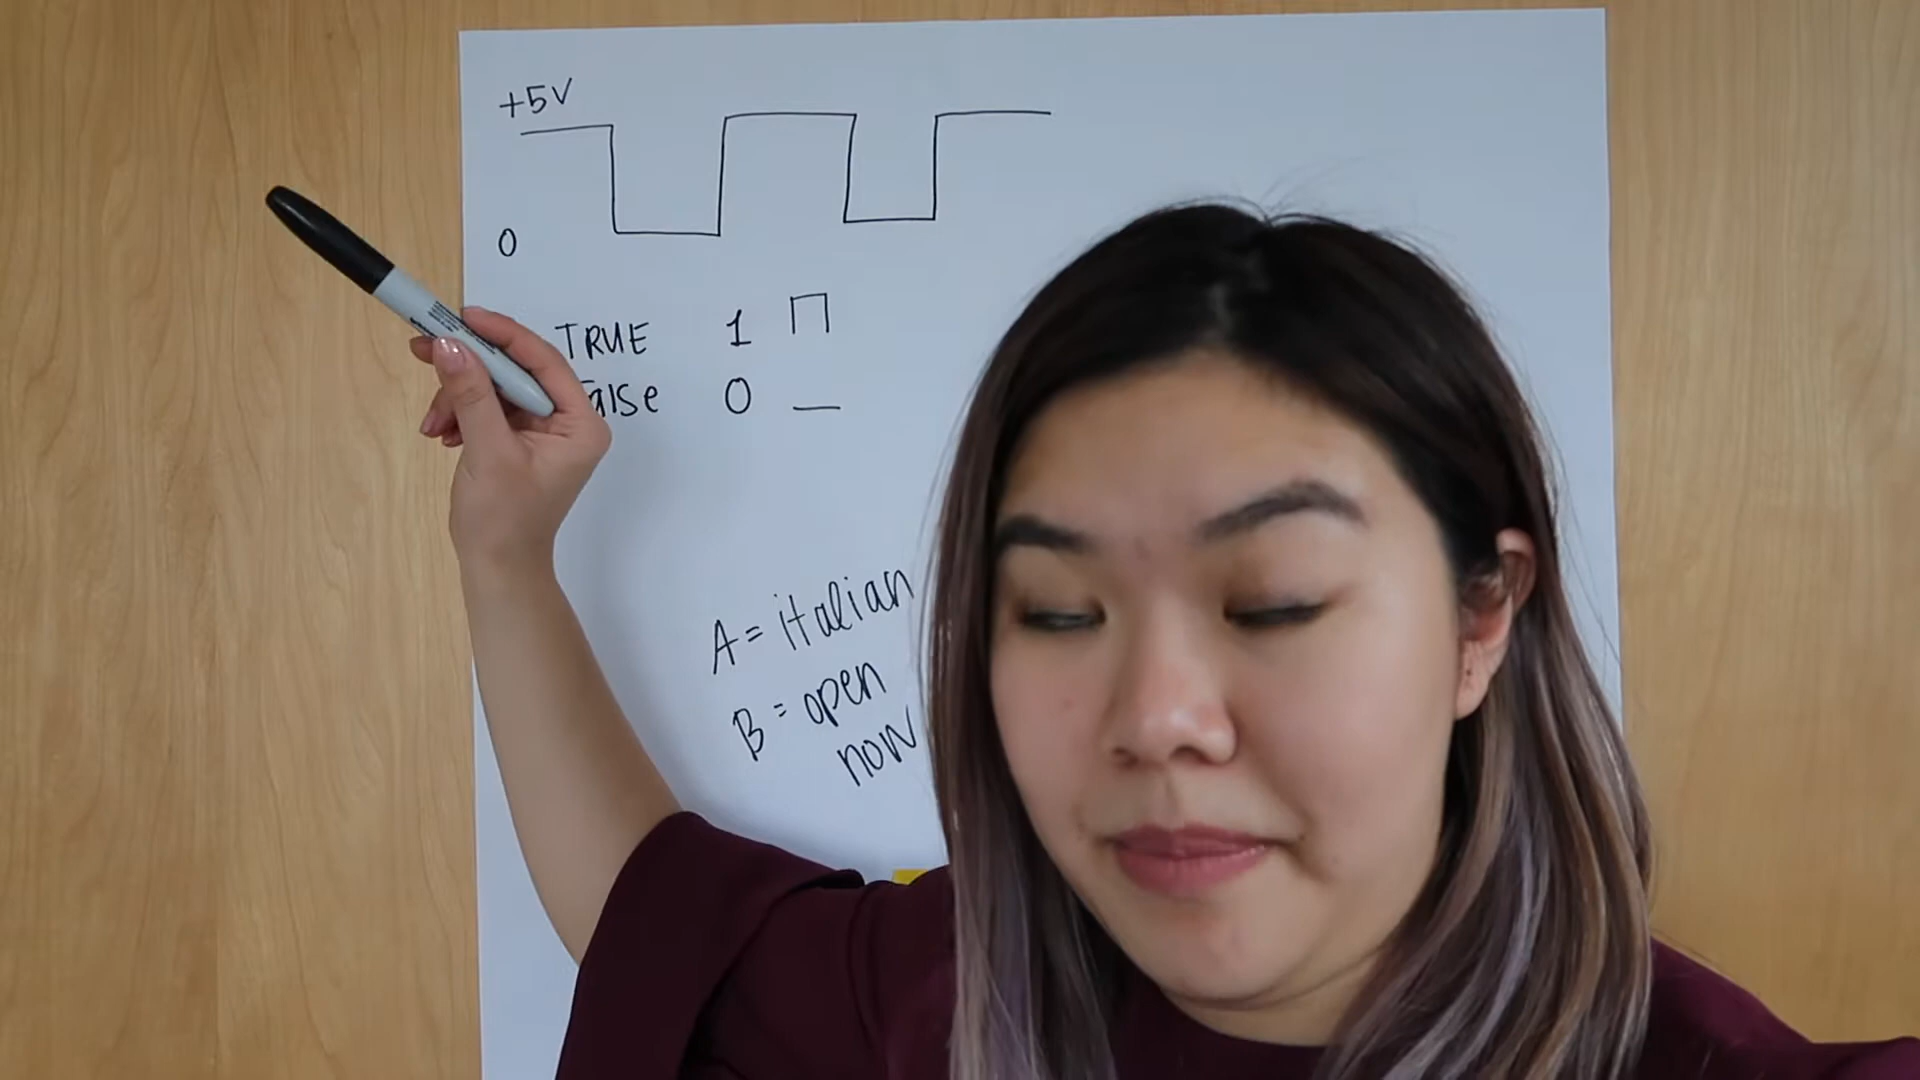 +5V
0
TRUE 1
alse 0
A = italian
B = open
now